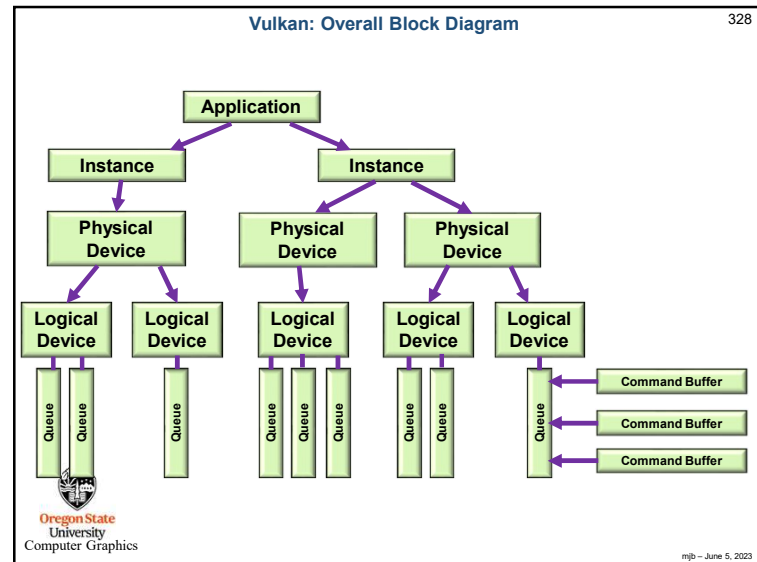 Vulkan: Overall Block Diagram
328
Application
Instance
Instance
Physical
Device
Physical
Device
Physical
Device
Logical
Device
Logical
Device
Logical
Device
Logical
Device
Logical
Device
Queue
Queue
Queue
Queue
Queue
Queue
Queue
Queue
Queue
Command Buffer
Command Buffer
Command Buffer
Oregon State
University
Computer Graphics
mjb – June 5, 2023